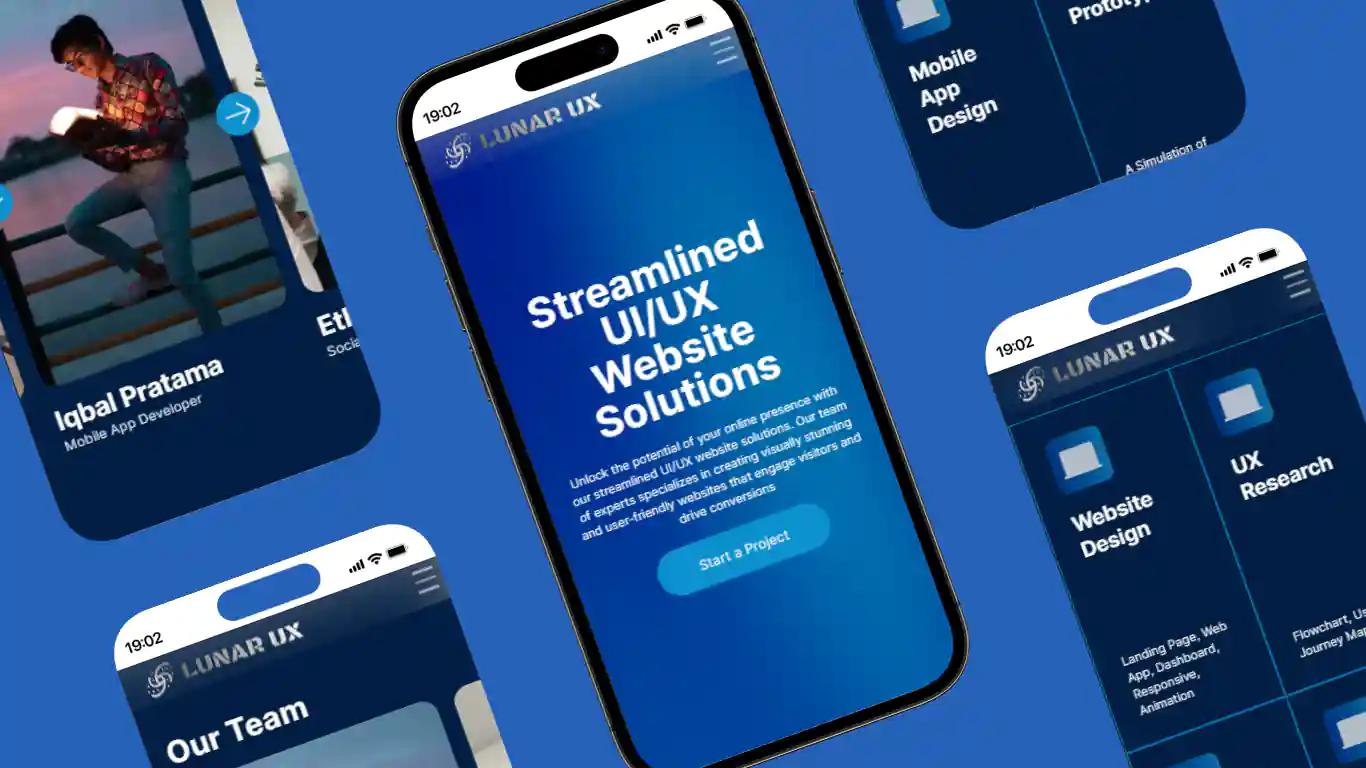 Iqbal Pratama
Mobile App Developer
19:02
LUNAR UX
Our Team
19:02
LUNAR UX
Streamlined
UI/UX
Website
Solutions
Unlock the potential of your online presence with
our streamlined UI/UX website solutions. Our team
of experts specializes in creating visually stunning
and user-friendly websites that engage visitors and
drive conversions
Start a Project
Mobile
App
Design
A Simulation of
19:02
LUNAR UX
Website
Design
Landing Page, Web
App, Dashboard,
Responsive,
Animation
UX
Research
Flowchart,
Journey